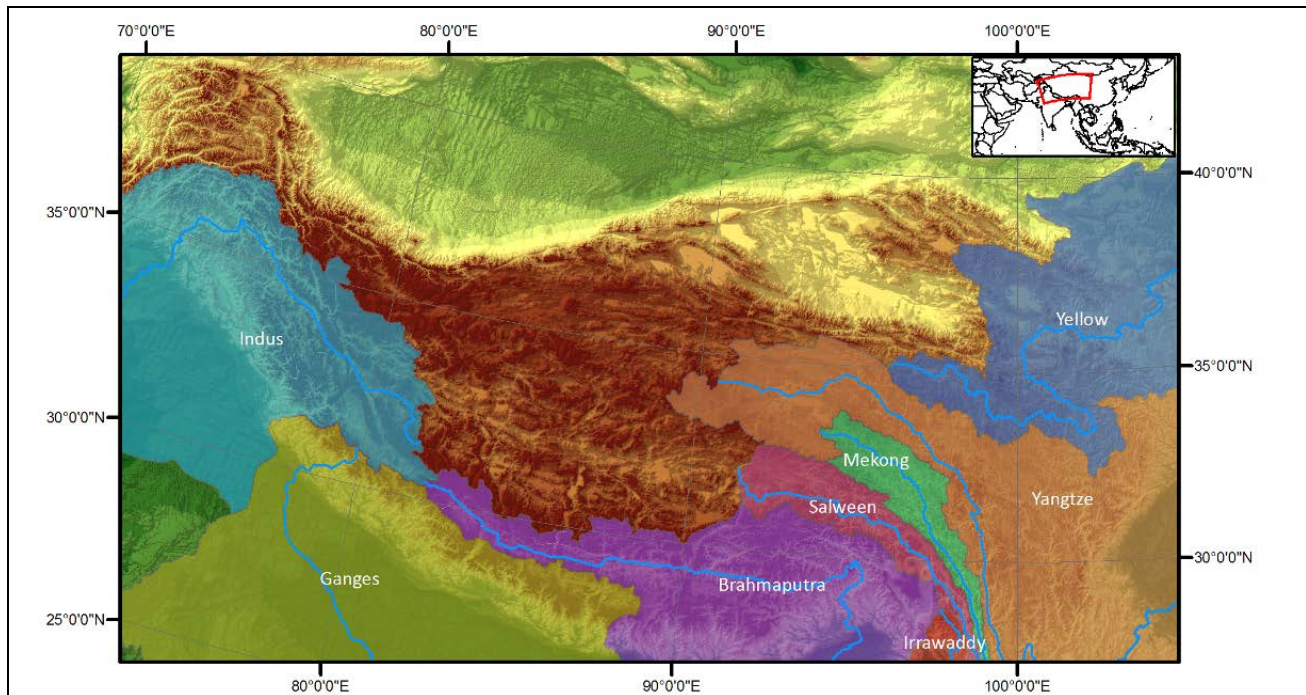 70°0'0"E
80°0'0"E
90°0'0"E
100°0'0"E
40°0'0"N
35°0'0"N
Indus
Yellow
35°0'0"N
30°0'0"N
Mekong
Yangtze
Salween
30°0'0"N
Ganges
Brahmaputra
25°0'0"N
Irrawaddy
80°0'0"E
90°0'0"E
100°0'0"E